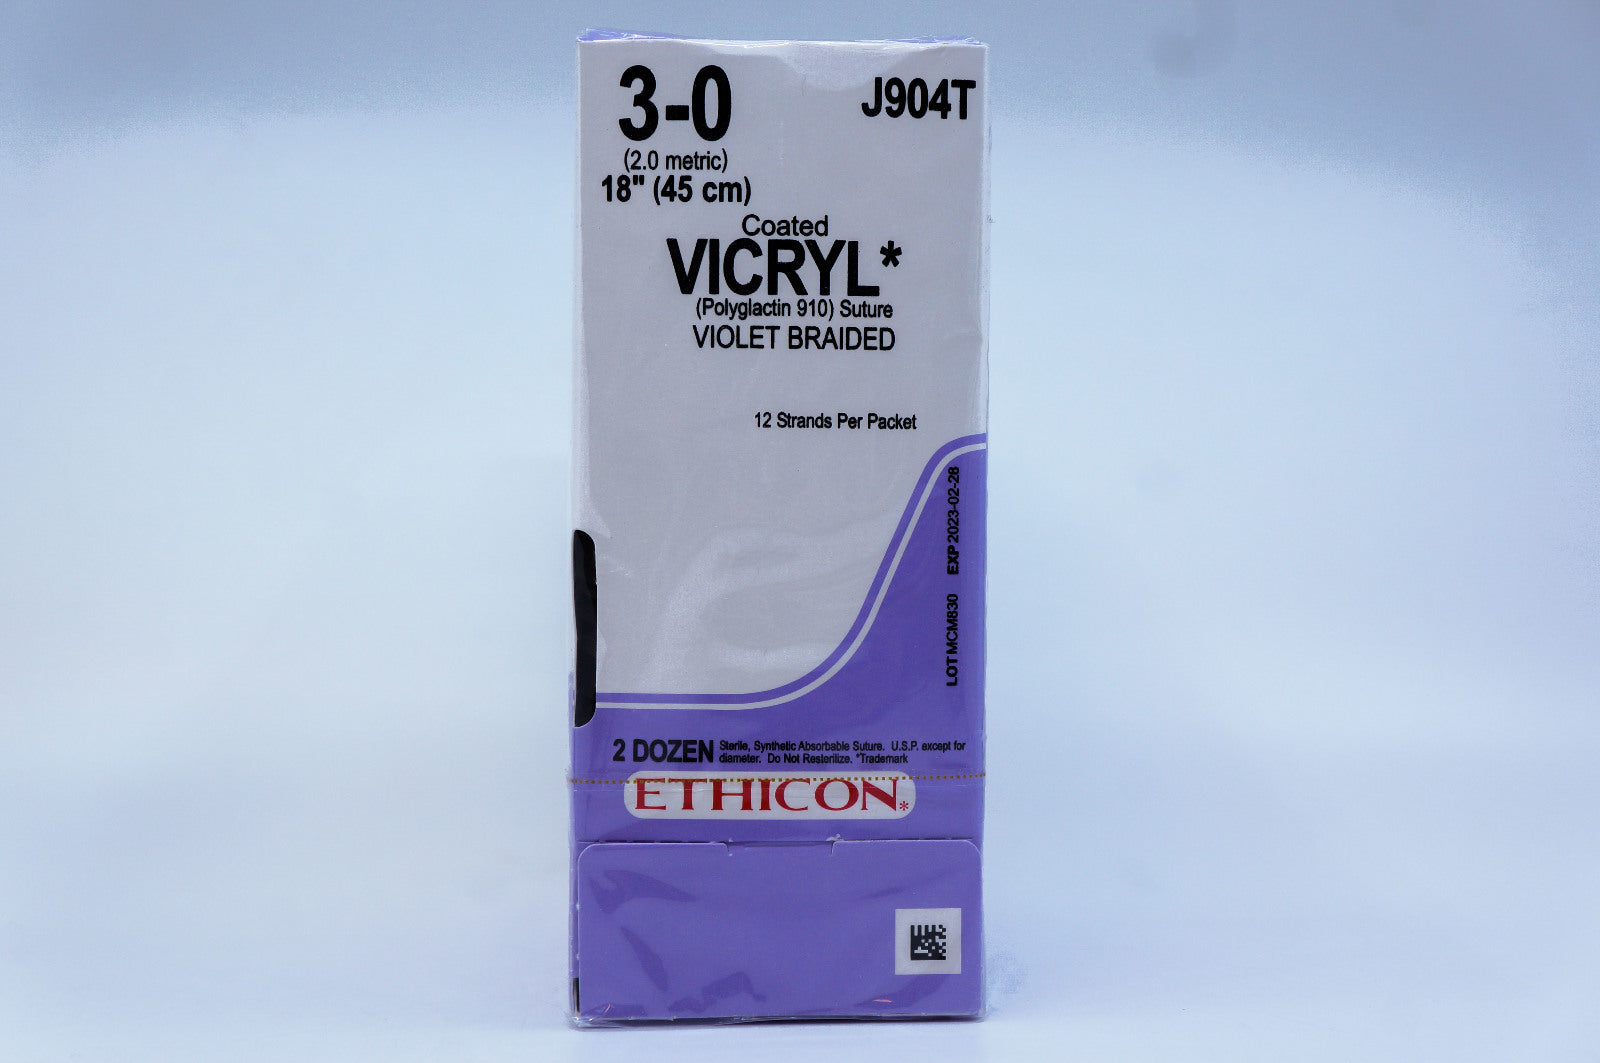 3-0
J904T
(2.0 metric)
18" (45 cm)
Coated
VICRYL*
(Polyglactin 910) Suture
VIOLET BRAIDED
12 Strands Per Packet
LOT MCM830 EXP 2023-02-28
2 DOZEN Sterile, Synthetic Absorbable Suture. U.S.P. except for
diameter. Do Not Resterilize. *Trademark
ETHICON*